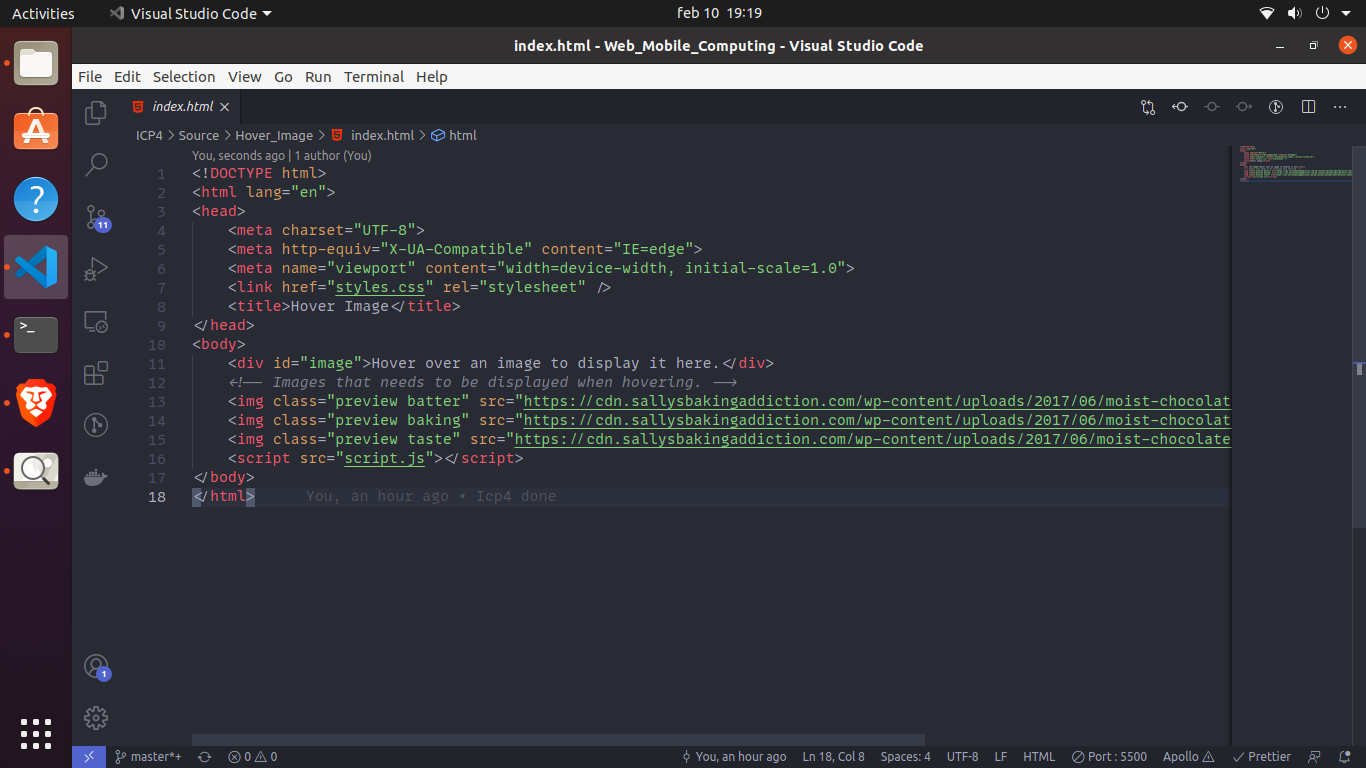 Activities
Visual Studio Code
feb 10 19:19
index.html - Web_Mobile_Computing - Visual Studio Code
File Edit Selection View Go Run Terminal Help
index.html
ICP4 > Source > Hover_Image > index.html > html
You, seconds ago | 1 author (You)
1 <!DOCTYPE html>
2 <html lang="en">
3 <head>
4 <meta charset="UTF-8">
5 <meta http-equiv="X-UA-Compatible" content="IE=edge">
6 <meta name="viewport" content="width=device-width, initial-scale=1.0">
7 <link href="styles.css" rel="stylesheet" />
8 <title>Hover Image</title>
9 </head>
10 <body>
11 <div id="image">Hover over an image to display it here.</div>
12 <!-- Images that needs to be displayed when hovering. -->
13 <img class="preview batter" src="https://cdn.sallysbakingaddiction.com/wp-content/uploads/2017/06/moist-chocolat
14 <img class="preview baking" src="https://cdn.sallysbakingaddiction.com/wp-content/uploads/2017/06/moist-chocolat
15 <img class="preview taste" src="https://cdn.sallysbakingaddiction.com/wp-content/uploads/2017/06/moist-chocolate
16 <script src="script.js"></script>
17 </body>
18 </html> You, an hour ago • Icp4 done
11
1
master*+ 0 0 You, an hour ago Ln 18, Col 8 Spaces: 4 UTF-8 LF HTML Port : 5500 Apollo Prettier